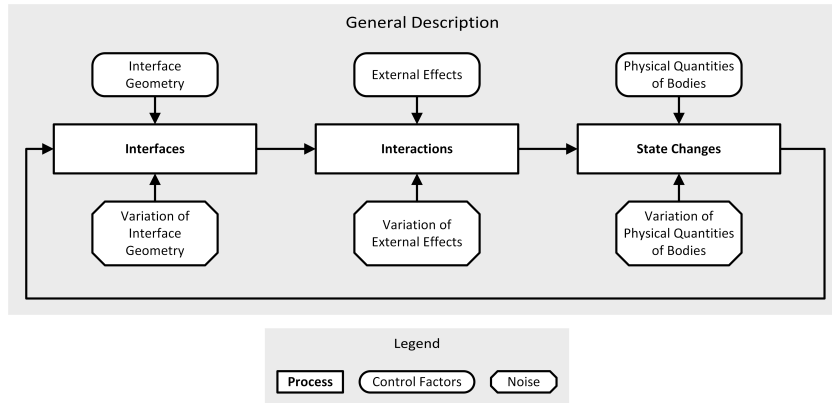 General Description
Interface
Geometry
External Effects
Physical Quantities
of Bodies
Interfaces
Interactions
State Changes
Variation of
Interface
Geometry
Variation of
External Effects
Variation of
Physical Quantities
of Bodies
Legend
Process
Control Factors
Noise